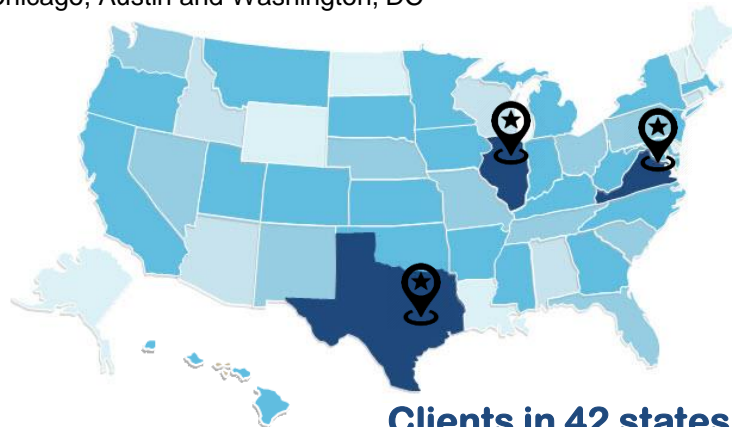 Chicago, Austin and Washington, DC
Clients in 42 states